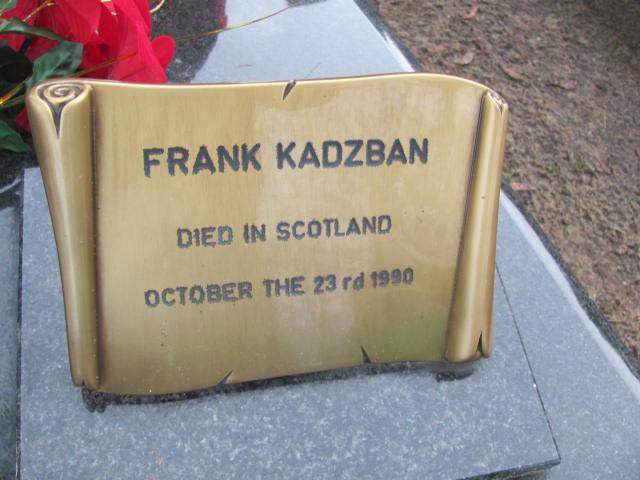 FRANK KADZBAN
DIED IN SCOTLAND
OCTOBER THE 23 rd 1990